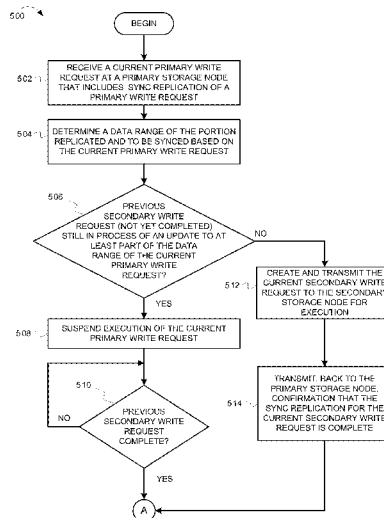 500
BEGIN
502
RECEIVE A CURRENT PRIMARY WRITE
REQUEST AT A PRIMARY STORAGE NODE
THAT INCLUDES SYNC REPLICATION OF A
PRIMARY WRITE REQUEST
504
DETERMINE A DATA RANGE OF THE PORTION
REPLICATED AND TO BE SYNCED BASED ON
THE CURRENT PRIMARY WRITE REQUEST
506
PREVIOUS
SECONDARY WRITE
REQUEST (NOT YET COMPLETED)
STILL IN PROCESS OF AN UPDATE TO AT
LEAST PART OF THE DATA
RANGE OF THE CURRENT
PRIMARY WRITE
REQUEST?
NO
YES
512
CREATE AND TRANSMIT THE
CURRENT SECONDARY WRITE
REQUEST TO THE SECONDARY
STORAGE NODE FOR
EXECUTION
508
SUSPEND EXECUTION OF THE CURRENT
PRIMARY WRITE REQUEST
510
PREVIOUS
SECONDARY WRITE
REQUEST
COMPLETE?
NO
YES
514
TRANSMIT, BACK TO THE
PRIMARY STORAGE NODE,
CONFIRMATION THAT THE
SYNC REPLICATION FOR THE
CURRENT SECONDARY WRITE
REQUEST IS COMPLETE
A